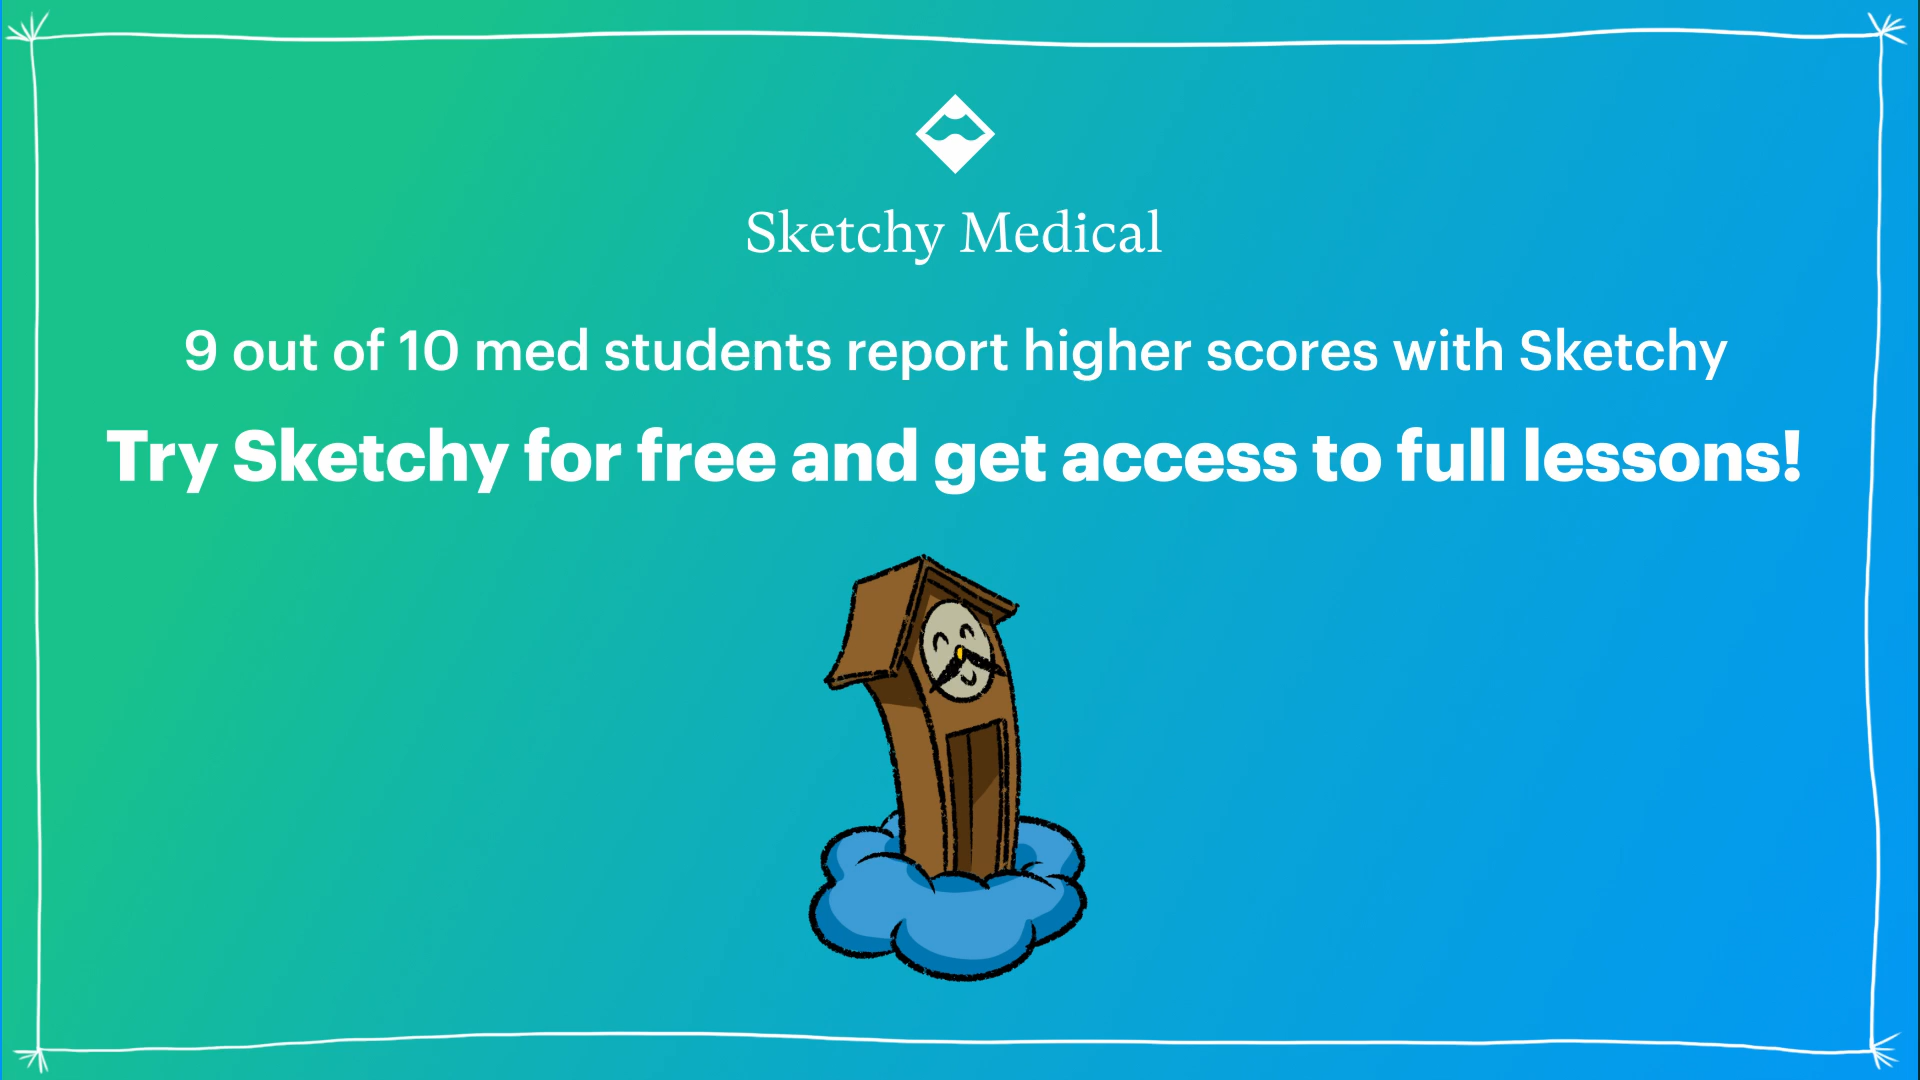 Sketchy Medical
9 out of 10 med students report higher scores with Sketchy
Try Sketchy for free and get access to full lessons!